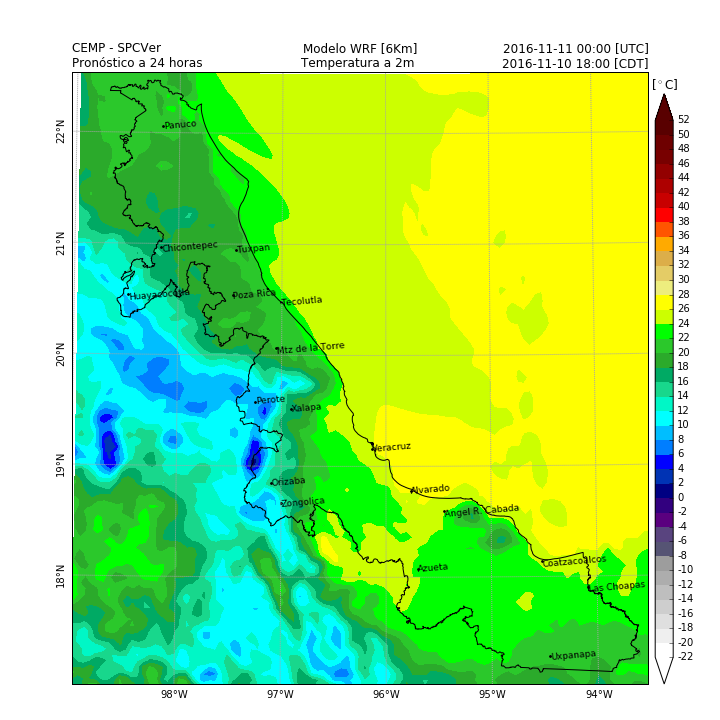 CEMP - SPCVer Modelo WRF [6Km] 2016-11-11 00:00 [UTC]
Pronóstico a 24 horas Temperatura a 2m 2016-11-10 18:00 [CDT]
[°C]
52
50
48
46
44
42
40
38
36
34
32
30
28
26
24
22
20
18
16
14
12
10
8
6
4
2
0
-2
-4
-6
-8
-10
-12
-14
-16
-18
-20
-22
22°N
21°N
20°N
19°N
18°N
Panuco
Chicontepec
Tuxpan
Huayacocotla
Poza Rica
Tecolutla
Mtz de la Torre
Perote
Xalapa
Veracruz
Orizaba
Alvarado
Zongolica
Angel R. Cabada
Azueta
Coatzacoalcos
Las Choapas
Uxpanapa
98°W 97°W 96°W 95°W 94°W